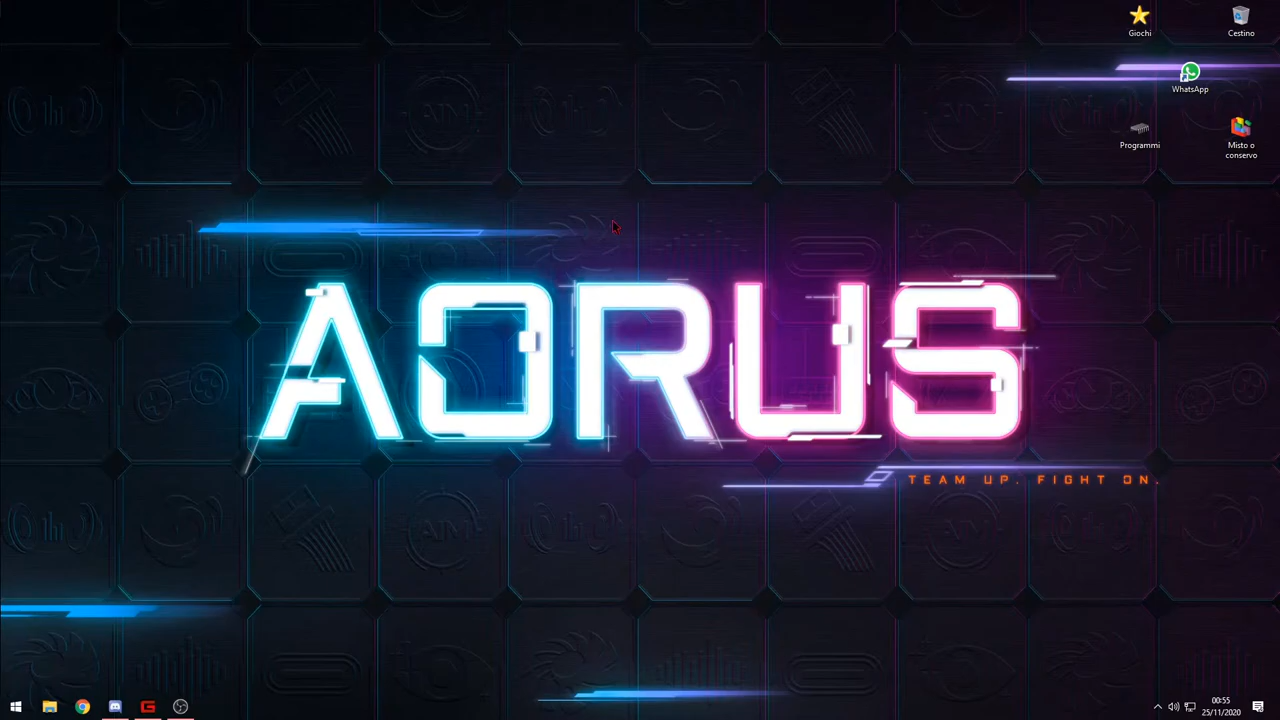 Giochi
Cestino
WhatsApp
Programmi
Misto o
conservo
AORUS
TEAM UP. FIGHT ON.
00:55
25/11/2020